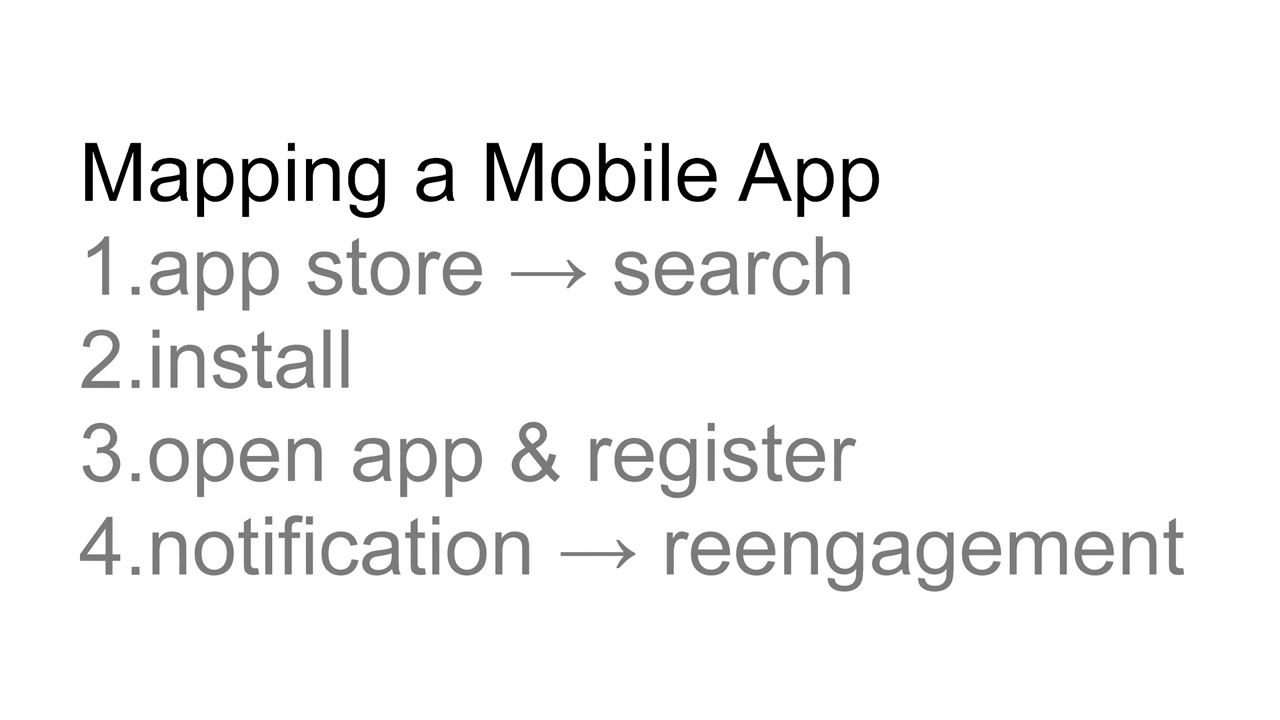 Mapping a Mobile App
1.app store → search
2.install
3.open app & register
4.notification → reengagement